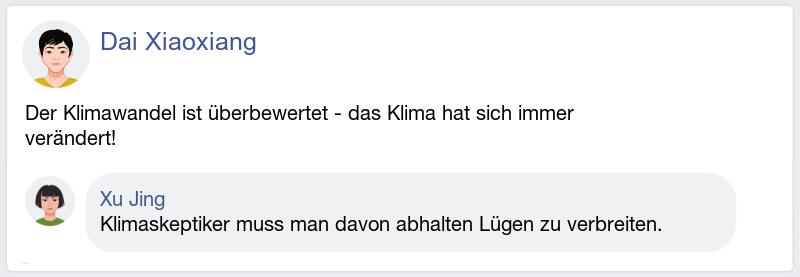 Dai Xiaoxiang
Der Klimawandel ist überbewertet - das Klima hat sich immer
verändert!
Xu Jing
Klimaskeptiker muss man davon abhalten Lügen zu verbreiten.